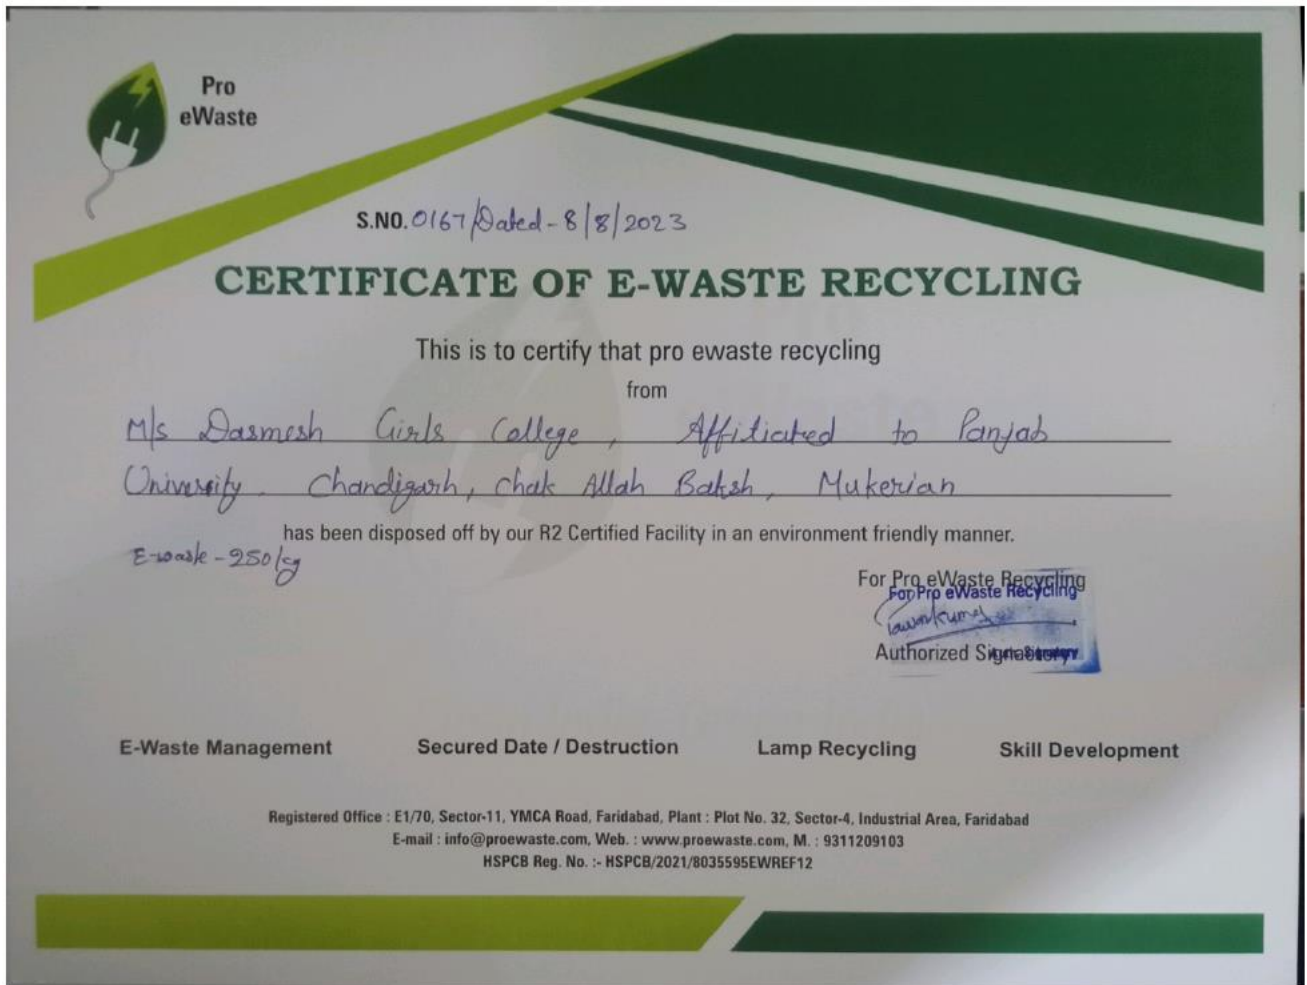 Pro
eWaste
S.NO. 0167/Dated-8/8/2023
CERTIFICATE OF E-WASTE RECYCLING
This is to certify that pro ewaste recycling
from
M/s Dasmesh Girls College, Affiliated to Panjab
University, Chandigarh, Chak Allah Baksh, Mukerian
has been disposed off by our R2 Certified Facility in an environment friendly manner.
E-waste - 250 kg
For Pro eWaste Recycling
For Pro eWaste Recycling
Authorized Signatory
E-Waste Management Secured Date / Destruction Lamp Recycling Skill Development
Registered Office : E1/70, Sector-11, YMCA Road, Faridabad, Plant : Plot No. 32, Sector-4, Industrial Area, Faridabad
E-mail : info@proewaste.com, Web. : www.proewaste.com, M. : 9311209103
HSPCB Reg. No. :- HSPCB/2021/8035595EWREF12